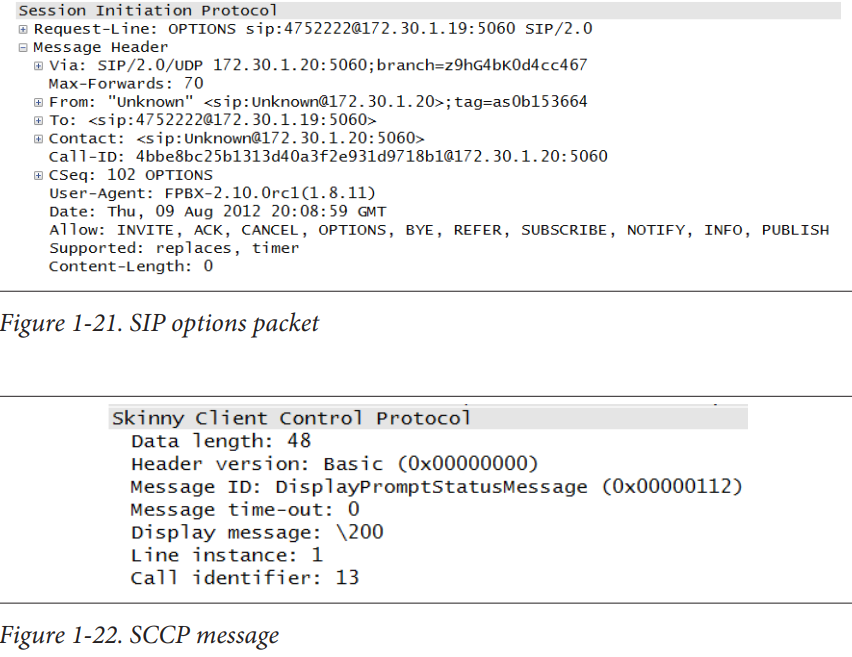 Session Initiation Protocol
Request-Line: OPTIONS sip:4752222@172.30.1.19:5060 SIP/2.0
Message Header
Via: SIP/2.0/UDP 172.30.1.20:5060;branch=z9hG4bK0d4cc467
Max-Forwards: 70
From: "Unknown" <sip:Unknown@172.30.1.20>;tag=as0b153664
To: <sip:4752222@172.30.1.19:5060>
Contact: <sip:Unknown@172.30.1.20:5060>
Call-ID: 4bbe8bc25b1313d40a3f2e931d9718b1@172.30.1.20:5060
CSeq: 102 OPTIONS
User-Agent: FPBX-2.10.0rc1(1.8.11)
Date: Thu, 09 Aug 2012 20:08:59 GMT
Allow: INVITE, ACK, CANCEL, OPTIONS, BYE, REFER, SUBSCRIBE, NOTIFY, INFO, PUBLISH
Supported: replaces, timer
Content-Length: 0
Figure 1-21. SIP options packet
Skinny Client Control Protocol
Data length: 48
Header version: Basic (0x00000000)
Message ID: DisplayPromptStatusMessage (0x00000112)
Message time-out: 0
Display message: \200
Line instance: 1
Call identifier: 13
Figure 1-22. SCCP message